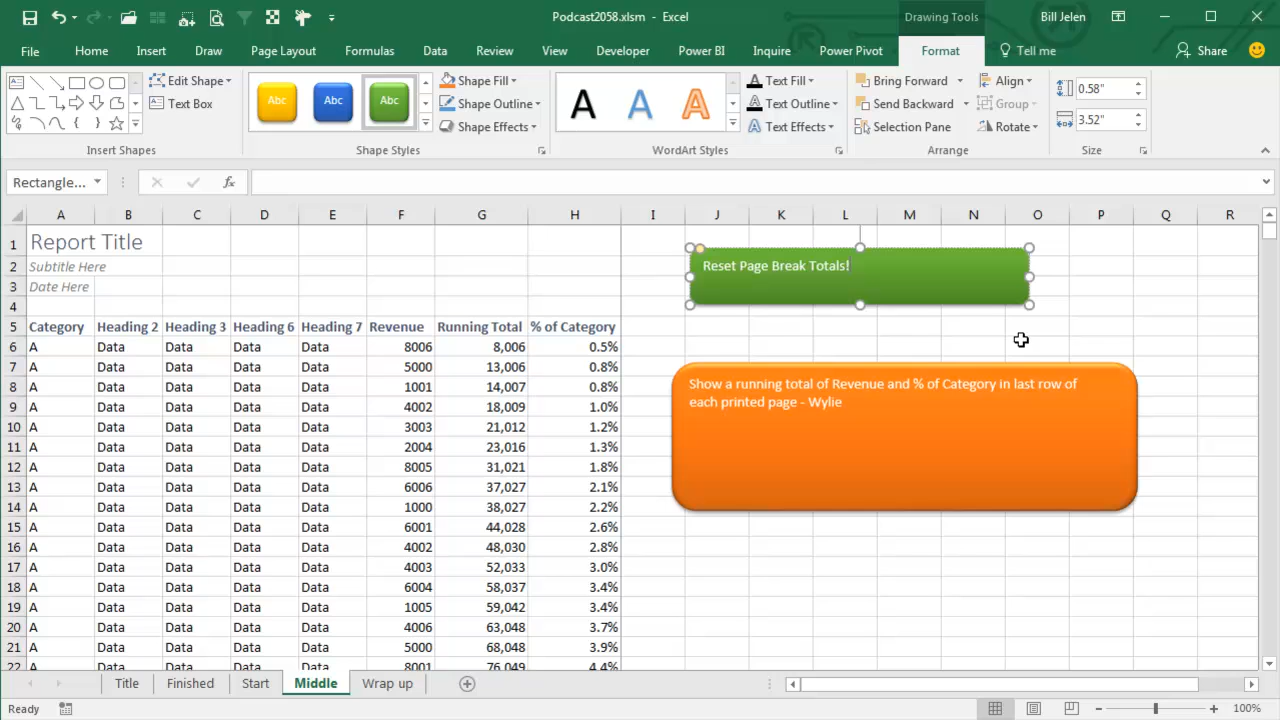 Podcast2058.xlsm - Excel
Drawing Tools
Bill Jelen
File Home Insert Draw Page Layout Formulas Data Review View Developer Power BI Inquire Power Pivot Format Tell me Share
Edit Shape
Text Box
Insert Shapes
Abc Abc Abc
Shape Fill
Shape Outline
Shape Effects
Shape Styles
A A A
Text Fill
Text Outline
Text Effects
WordArt Styles
Bring Forward
Send Backward
Selection Pane
Align
Group
Rotate
Arrange
0.58"
3.52"
Size
Rectangle... fx
A B C D E F G H I J K L M N O P Q R
1 Report Title
2 Subtitle Here
3 Date Here
4
5 Category Heading 2 Heading 3 Heading 6 Heading 7 Revenue Running Total % of Category
6 A Data Data Data Data 8006 8,006 0.5%
7 A Data Data Data Data 5000 13,006 0.8%
8 A Data Data Data Data 1001 14,007 0.8%
9 A Data Data Data Data 4002 18,009 1.0%
10 A Data Data Data Data 3003 21,012 1.2%
11 A Data Data Data Data 2004 23,016 1.3%
12 A Data Data Data Data 8005 31,021 1.8%
13 A Data Data Data Data 6006 37,027 2.1%
14 A Data Data Data Data 1000 38,027 2.2%
15 A Data Data Data Data 6001 44,028 2.6%
16 A Data Data Data Data 4002 48,030 2.8%
17 A Data Data Data Data 4003 52,033 3.0%
18 A Data Data Data Data 6004 58,037 3.4%
19 A Data Data Data Data 1005 59,042 3.4%
20 A Data Data Data Data 4006 63,048 3.7%
21 A Data Data Data Data 5000 68,048 3.9%
22 A Data Data Data Data 8001 76,049 4.4%
Reset Page Break Totals!
Show a running total of Revenue and % of Category in last row of
each printed page - Wylie
Title Finished Start Middle Wrap up
Ready
100%